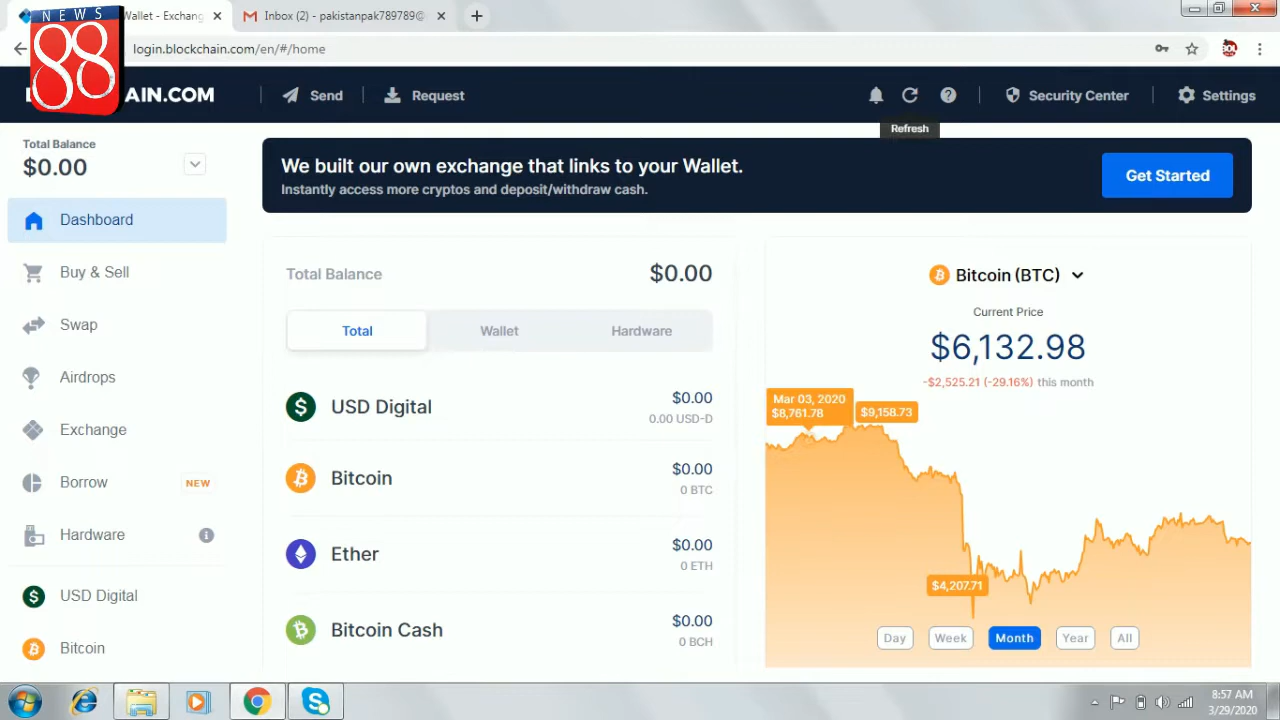 NEWS
88
Wallet - Exchan
Inbox (2) - pakistanpak789789@
login.blockchain.com/en/#/home
AIN.COM
Send
Request
Security Center
Settings
Refresh
Total Balance
$0.00
We built our own exchange that links to your Wallet.
Instantly access more cryptos and deposit/withdraw cash.
Get Started
Dashboard
Buy & Sell
Swap
Airdrops
Exchange
Borrow NEW
Hardware
USD Digital
Bitcoin
Total Balance $0.00
Total Wallet Hardware
USD Digital $0.00
0.00 USD-D
Bitcoin $0.00
0 BTC
Ether $0.00
0 ETH
Bitcoin Cash $0.00
0 BCH
Bitcoin (BTC)
Current Price
$6,132.98
-$2,525.21 (-29.16%) this month
Mar 03, 2020
$8,761.78
$9,158.73
$4,207.71
Day Week Month Year All
8:57 AM
3/29/2020